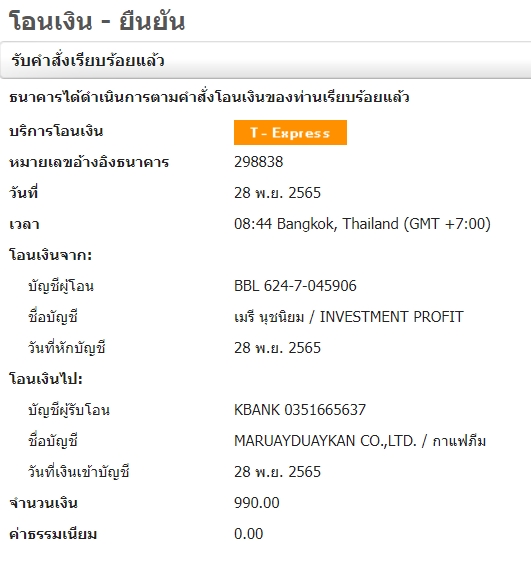 โอนเงิน - ยืนยัน
รับคำสั่งเรียบร้อยแล้ว
ธนาคารได้ดำเนินการตามคำสั่งโอนเงินของท่านเรียบร้อยแล้ว
บริการโอนเงิน T - Express
หมายเลขอ้างอิงธนาคาร 298838
วันที่ 28 พ.ย. 2565
เวลา 08:44 Bangkok, Thailand (GMT +7:00)
โอนเงินจาก:
บัญชีผู้โอน BBL 624-7-045906
ชื่อบัญชี เมรี นุชนิยม / INVESTMENT PROFIT
วันที่หักบัญชี 28 พ.ย. 2565
โอนเงินไป:
บัญชีผู้รับโอน KBANK 0351665637
ชื่อบัญชี MARUAYDUAYKAN CO.,LTD. / กาแฟภีม
วันที่เงินเข้าบัญชี 28 พ.ย. 2565
จำนวนเงิน 990.00
ค่าธรรมเนียม 0.00